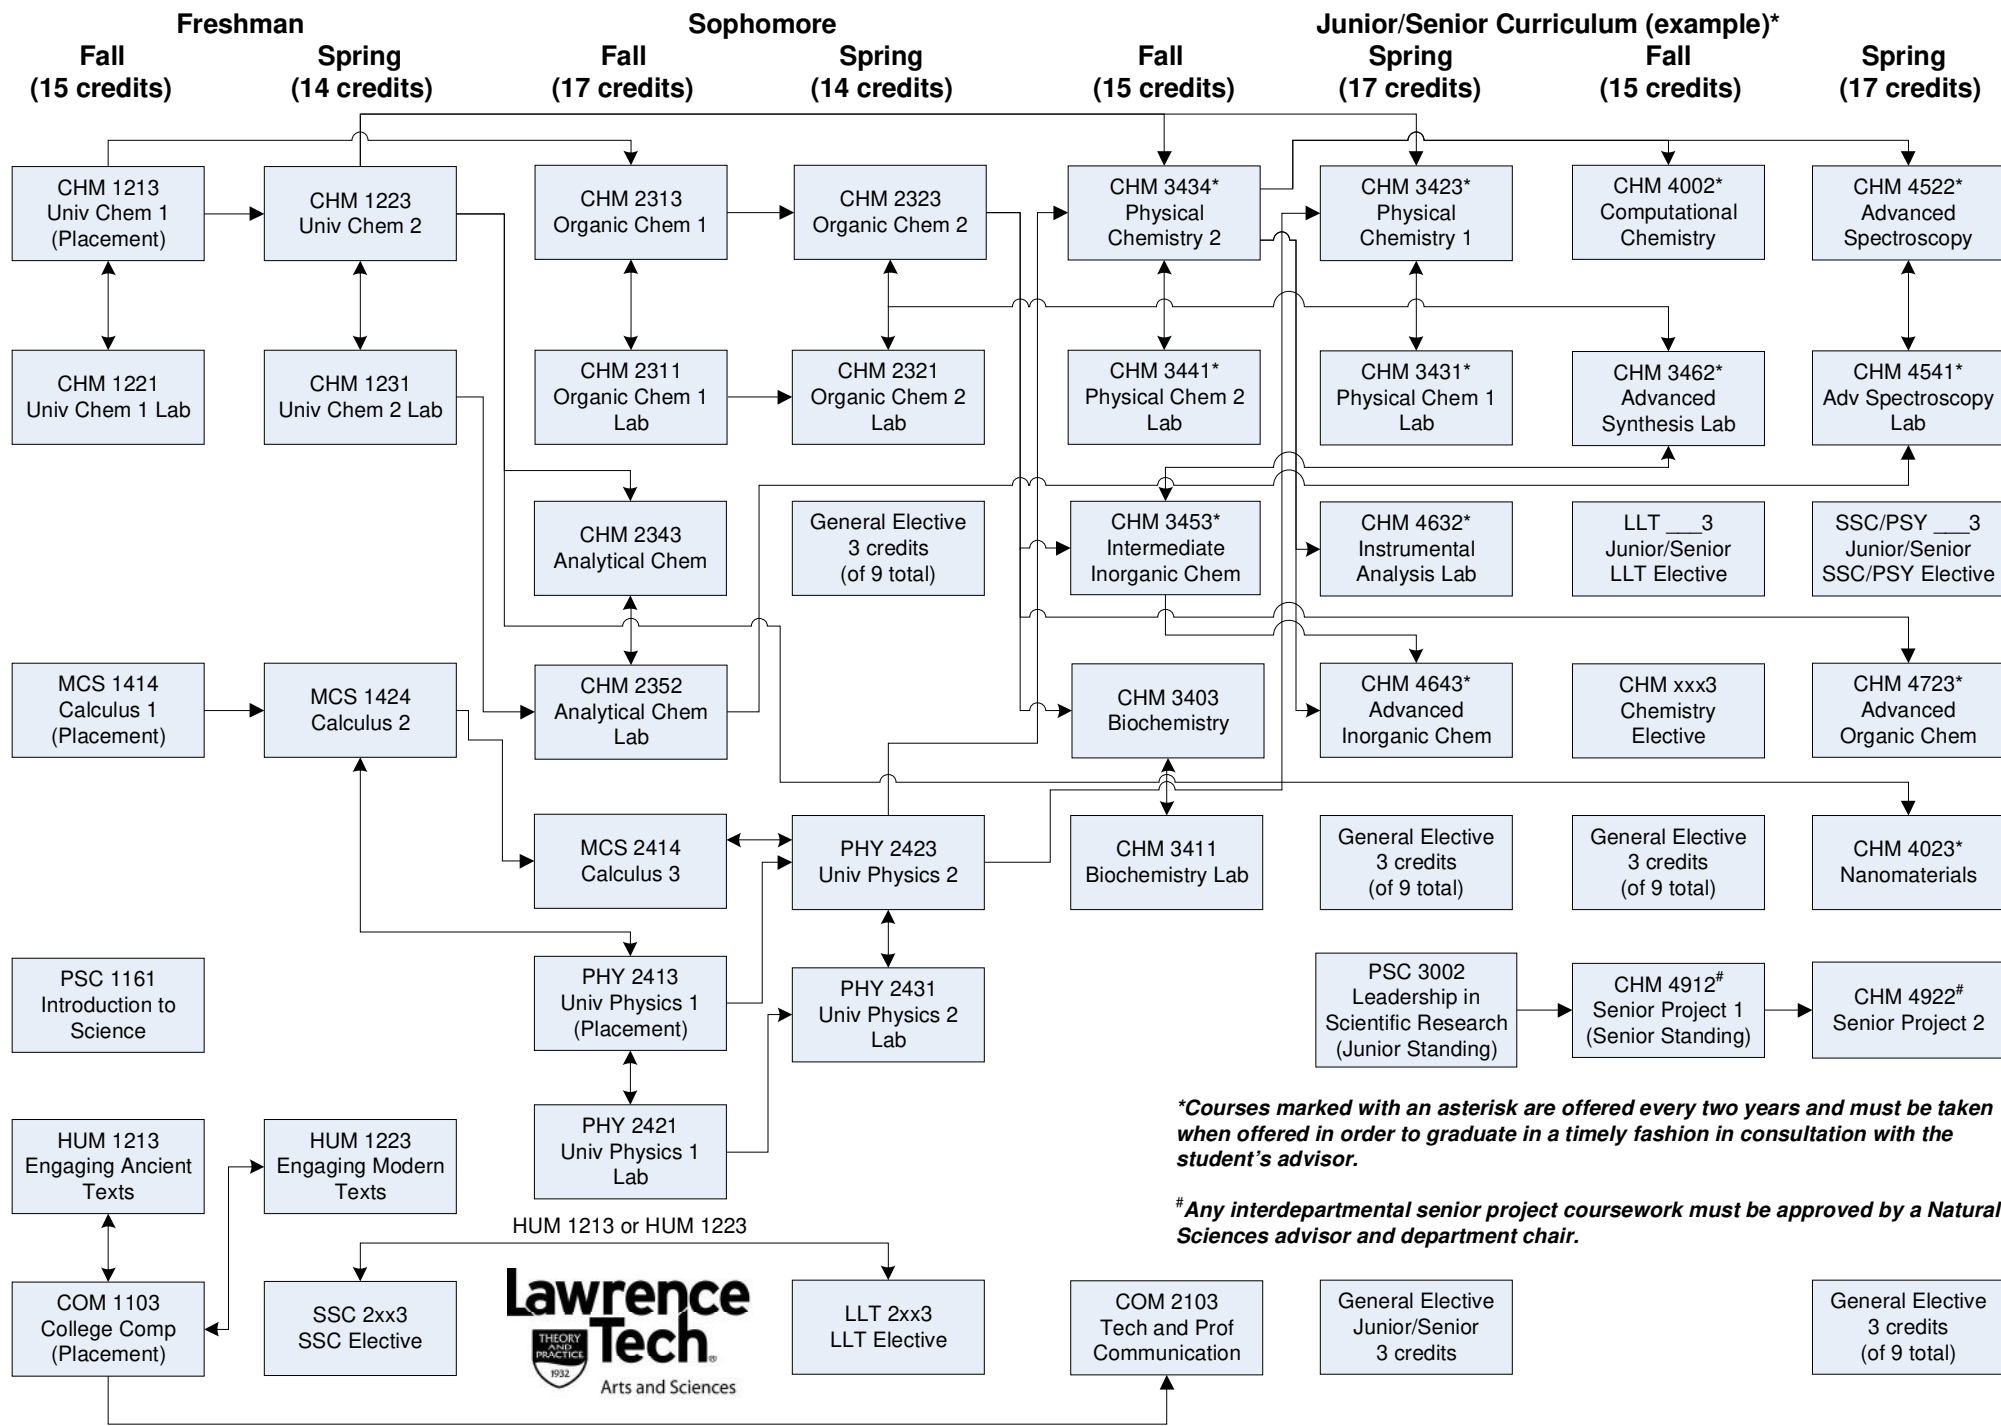 Freshman
Sophomore
Junior/Senior Curriculum (example)*
Fall
(15 credits)
Spring
(14 credits)
Fall
(17 credits)
Spring
(14 credits)
Fall
(15 credits)
Spring
(17 credits)
Fall
(15 credits)
Spring
(17 credits)
CHM 1213
Univ Chem 1
(Placement)
CHM 1223
Univ Chem 2
CHM 2313
Organic Chem 1
CHM 2323
Organic Chem 2
CHM 3434*
Physical
Chemistry 2
CHM 3423*
Physical
Chemistry 1
CHM 4002*
Computational
Chemistry
CHM 4522*
Advanced
Spectroscopy
CHM 1221
Univ Chem 1 Lab
CHM 1231
Univ Chem 2 Lab
CHM 2311
Organic Chem 1
Lab
CHM 2321
Organic Chem 2
Lab
CHM 3441*
Physical Chem 2
Lab
CHM 3431*
Physical Chem 1
Lab
CHM 3462*
Advanced
Synthesis Lab
CHM 4541*
Adv Spectroscopy
Lab
CHM 2343
Analytical Chem
General Elective
3 credits
(of 9 total)
CHM 3453*
Intermediate
Inorganic Chem
CHM 4632*
Instrumental
Analysis Lab
LLT ___3
Junior/Senior
LLT Elective
SSC/PSY ___3
Junior/Senior
SSC/PSY Elective
MCS 1414
Calculus 1
(Placement)
MCS 1424
Calculus 2
CHM 2352
Analytical Chem
Lab
CHM 3403
Biochemistry
CHM 4643*
Advanced
Inorganic Chem
CHM xxx3
Chemistry
Elective
CHM 4723*
Advanced
Organic Chem
MCS 2414
Calculus 3
PHY 2423
Univ Physics 2
CHM 3411
Biochemistry Lab
General Elective
3 credits
(of 9 total)
General Elective
3 credits
(of 9 total)
CHM 4023*
Nanomaterials
PSC 1161
Introduction to
Science
PHY 2413
Univ Physics 1
(Placement)
PHY 2431
Univ Physics 2
Lab
PSC 3002
Leadership in
Scientific Research
(Junior Standing)
CHM 4912#
Senior Project 1
(Senior Standing)
CHM 4922#
Senior Project 2
HUM 1213
Engaging Ancient
Texts
HUM 1223
Engaging Modern
Texts
PHY 2421
Univ Physics 1
Lab
*Courses marked with an asterisk are offered every two years and must be taken
when offered in order to graduate in a timely fashion in consultation with the
student's advisor.
#Any interdepartmental senior project coursework must be approved by a Natural
Sciences advisor and department chair.
HUM 1213 or HUM 1223
COM 1103
College Comp
(Placement)
SSC 2xx3
SSC Elective
Lawrence
Tech
THEORY
AND
PRACTICE
1932
Arts and Sciences
LLT 2xx3
LLT Elective
COM 2103
Tech and Prof
Communication
General Elective
Junior/Senior
3 credits
General Elective
3 credits
(of 9 total)